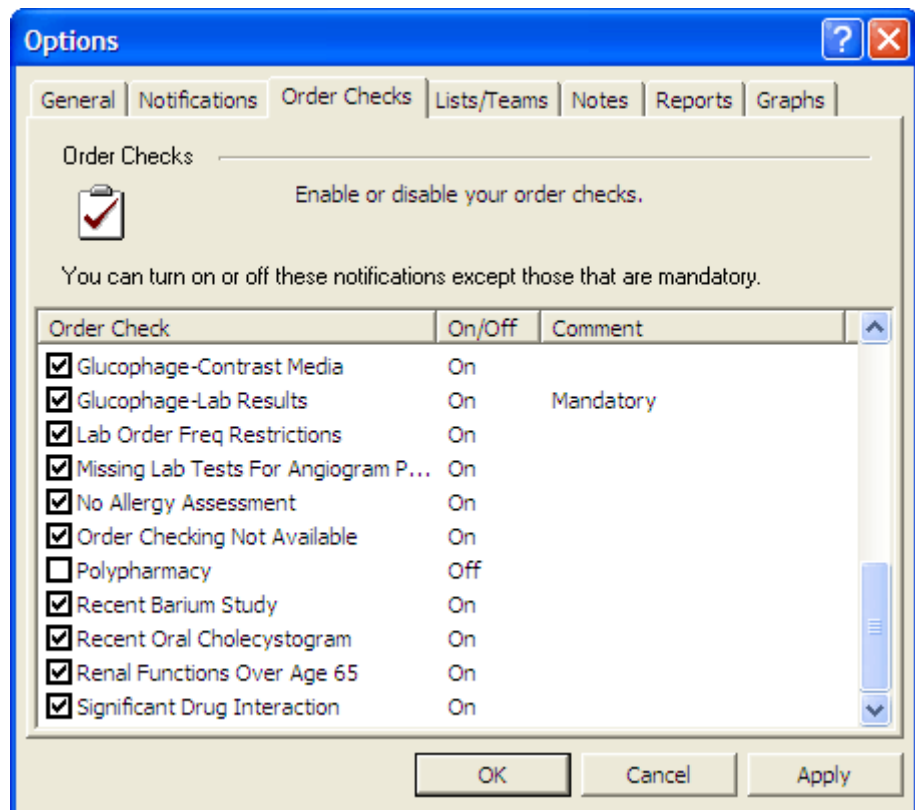 Options
General Notifications Order Checks Lists/Teams Notes Reports Graphs
Order Checks
Enable or disable your order checks.
You can turn on or off these notifications except those that are mandatory.
Order Check On/Off Comment
Glucophage-Contrast Media On
Glucophage-Lab Results On Mandatory
Lab Order Freq Restrictions On
Missing Lab Tests For Angiogram P... On
No Allergy Assessment On
Order Checking Not Available On
Polypharmacy Off
Recent Barium Study On
Recent Oral Cholecystogram On
Renal Functions Over Age 65 On
Significant Drug Interaction On
OK Cancel Apply